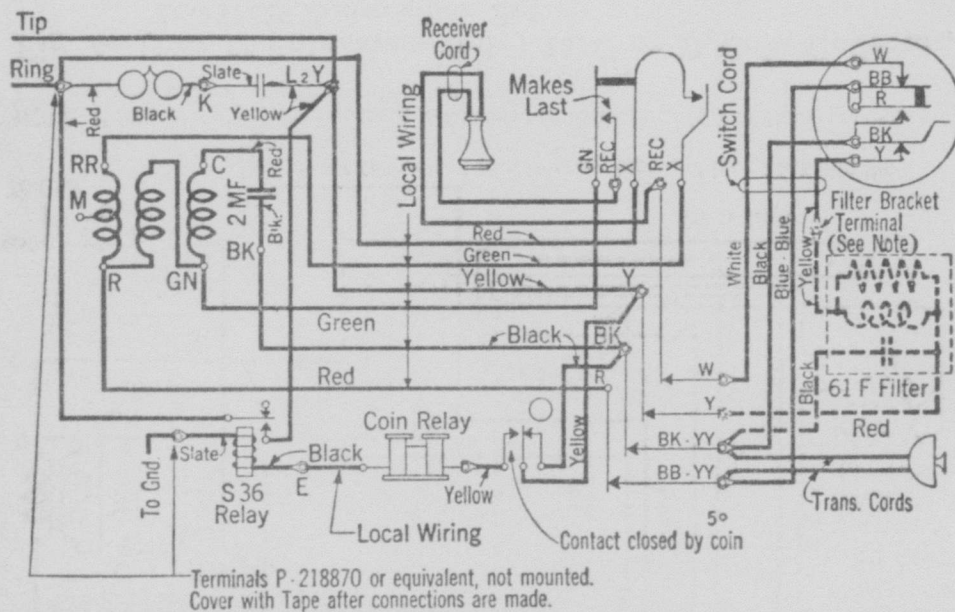 Tip
Ring
Red
Black
K
Slate
L₂ Y
Yellow
Receiver
Cord
Makes
Last
Local Wiring
GN
REC
X
REC
X
Switch Cord
W
BB
R
BK
Y
RR
M
C
Red
2 MF
Blk.
BK
R
GN
Red
Green
Yellow
Y
Green
Black
BK
Red
R
White
Black
Blue-Blue
Yellow
Filter Bracket
Terminal
(See Note)
Black
61 F Filter
Red
W
Y
BK-YY
BB-YY
Trans. Cords
To Gnd
Slate
S 36
Relay
Black
E
Coin Relay
Yellow
Yellow
Local Wiring
5°
Contact closed by coin
Terminals P-218870 or equivalent, not mounted.
Cover with Tape after connections are made.